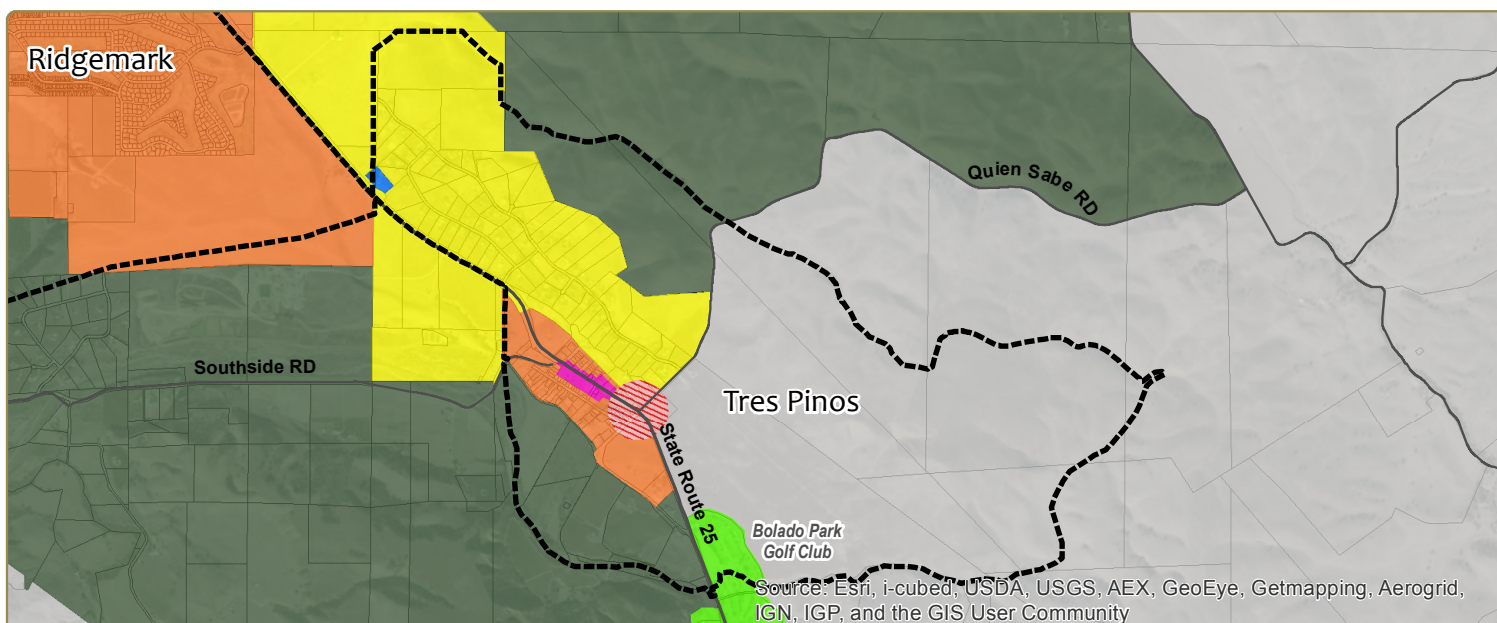 Ridgemark
Quien Sabe RD
Southside RD
Tres Pinos
State Route 25
Bolado Park
Golf Club
Source: Esri, i-cubed, USDA, USGS, AEX, GeoEye, Getmapping, Aerogrid,
IGN, IGP, and the GIS User Community